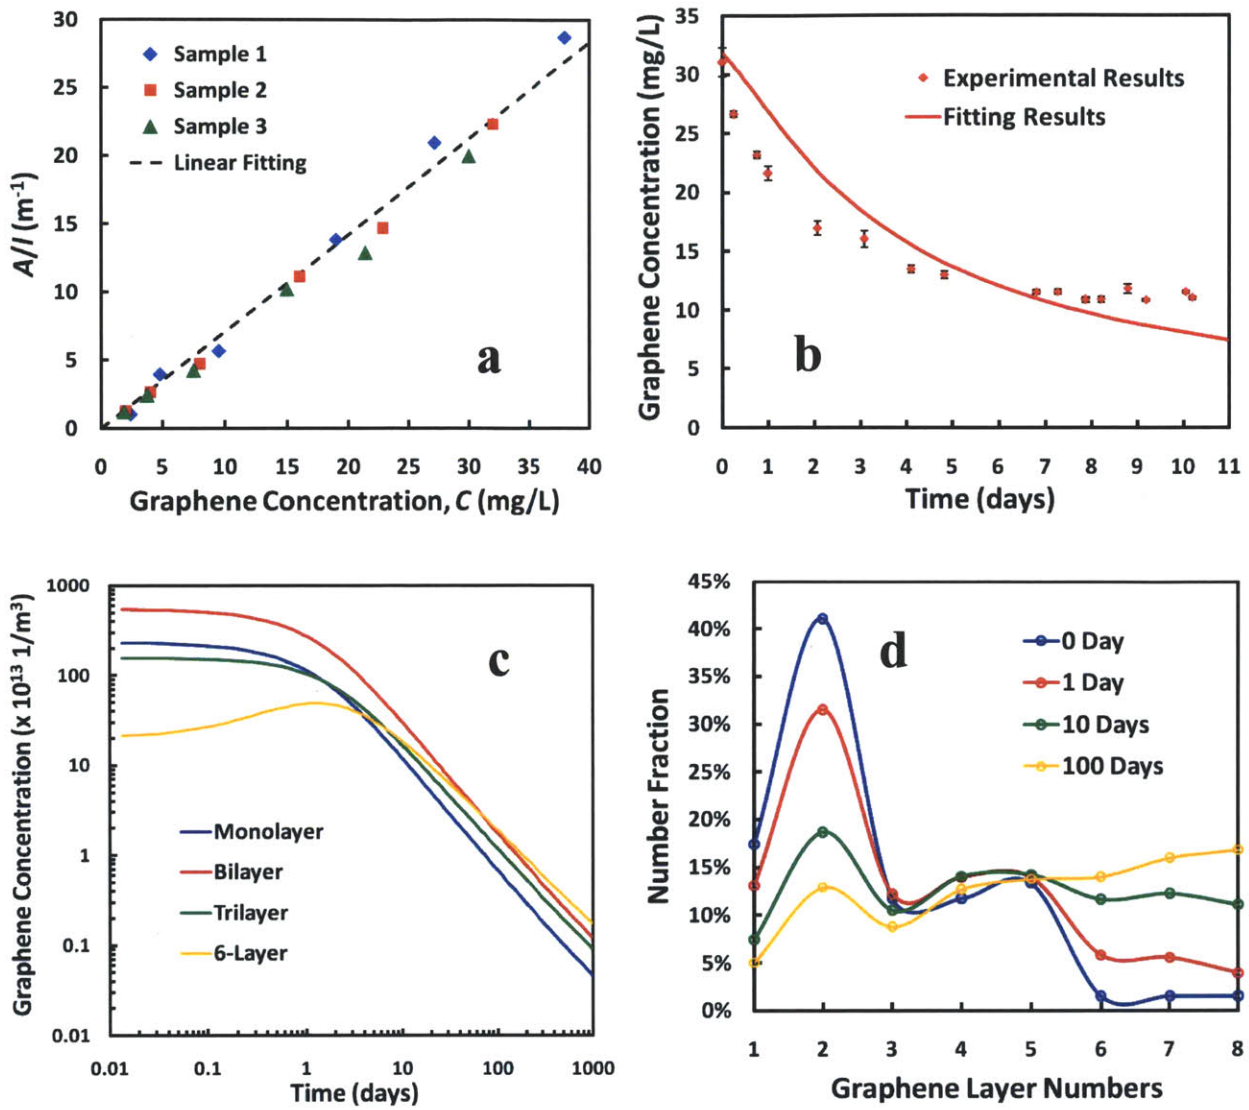 30
25
20
15
10
5
0
A/l (m⁻¹)
Sample 1
Sample 2
Sample 3
Linear Fitting
a
0 5 10 15 20 25 30 35 40
Graphene Concentration, C (mg/L)
35
30
25
20
15
10
5
0
Graphene Concentration (mg/L)
Experimental Results
Fitting Results
b
0 1 2 3 4 5 6 7 8 9 10 11
Time (days)
1000
100
10
1
0.1
0.01
Graphene Concentration (x 10¹³ 1/m³)
c
Monolayer
Bilayer
Trilayer
6-Layer
0.01 0.1 1 10 100 1000
Time (days)
45%
40%
35%
30%
25%
20%
15%
10%
5%
0%
Number Fraction
d
0 Day
1 Day
10 Days
100 Days
1 2 3 4 5 6 7 8
Graphene Layer Numbers